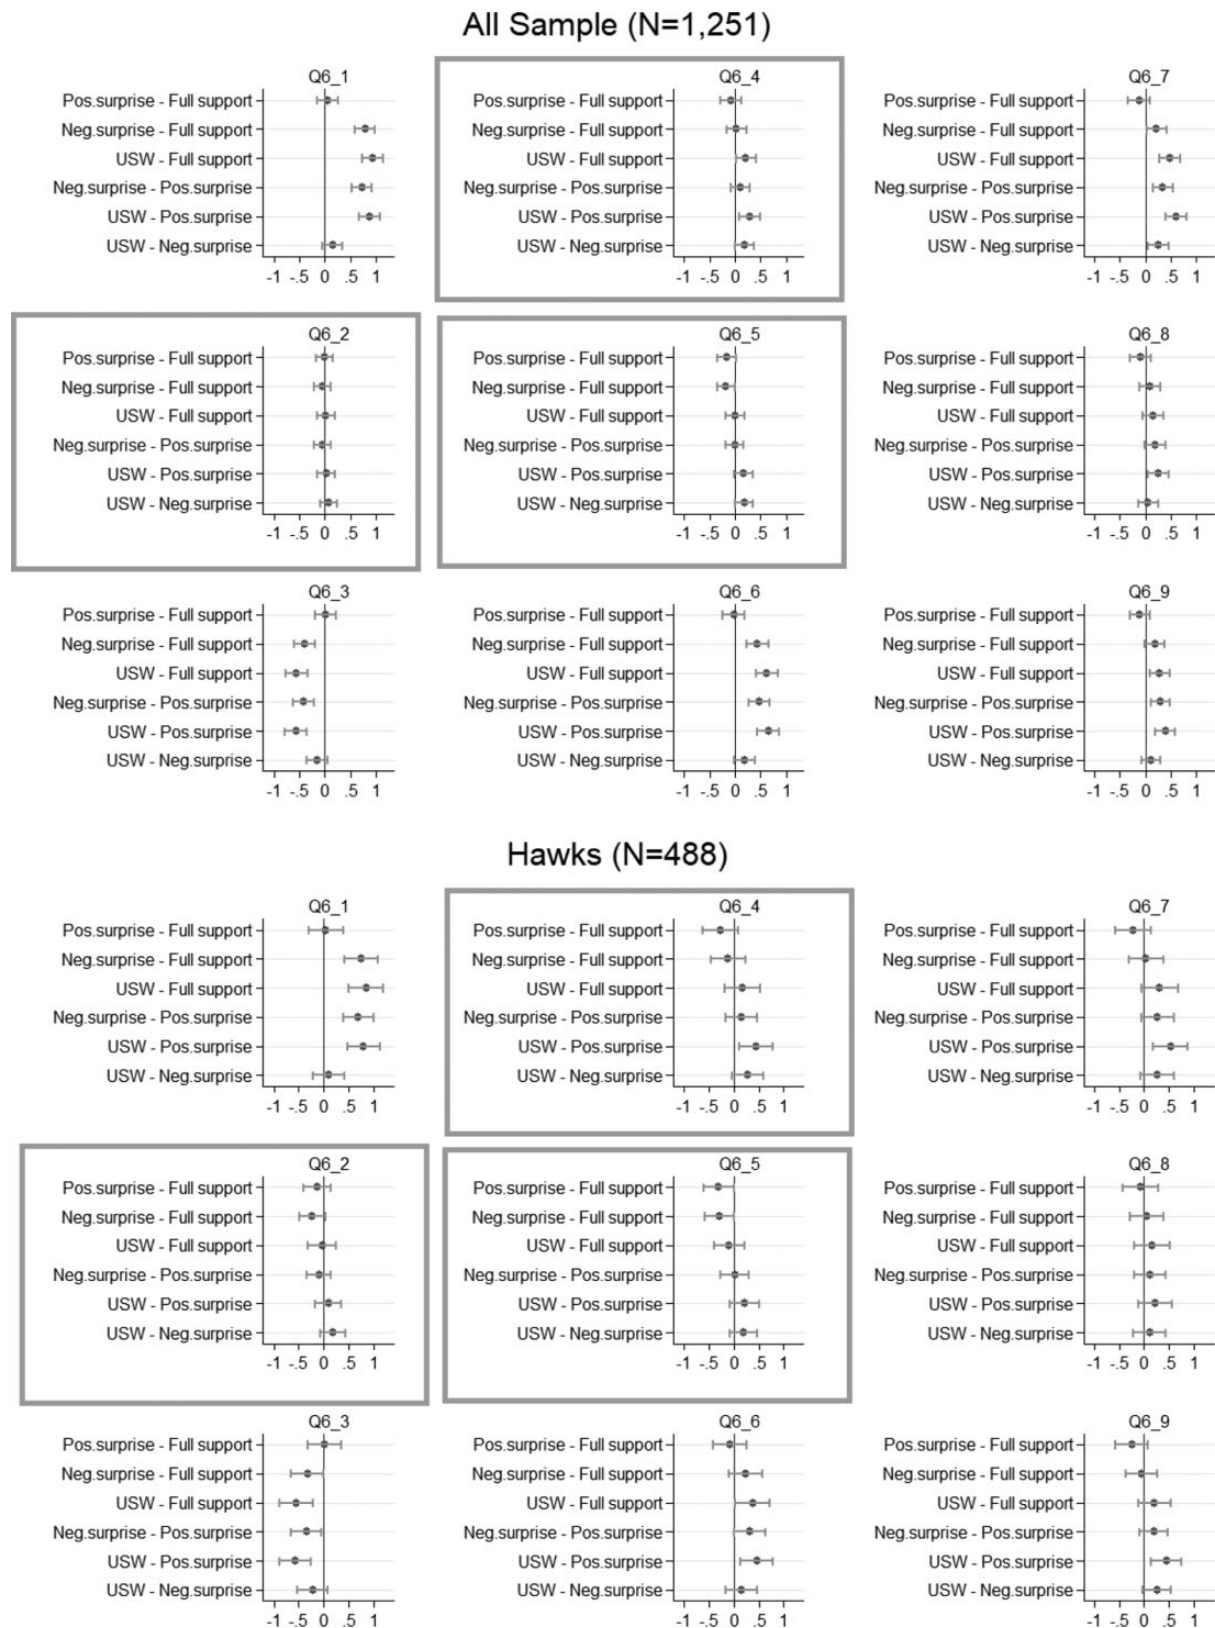 All Sample (N=1,251)
Q6_1
Pos.surprise - Full support
Neg.surprise - Full support
USW - Full support
Neg.surprise - Pos.surprise
USW - Pos.surprise
USW - Neg.surprise
-1 -.5 0 .5 1
Q6_4
Pos.surprise - Full support
Neg.surprise - Full support
USW - Full support
Neg.surprise - Pos.surprise
USW - Pos.surprise
USW - Neg.surprise
-1 -.5 0 .5 1
Q6_7
Pos.surprise - Full support
Neg.surprise - Full support
USW - Full support
Neg.surprise - Pos.surprise
USW - Pos.surprise
USW - Neg.surprise
-1 -.5 0 .5 1
Q6_2
Pos.surprise - Full support
Neg.surprise - Full support
USW - Full support
Neg.surprise - Pos.surprise
USW - Pos.surprise
USW - Neg.surprise
-1 -.5 0 .5 1
Q6_5
Pos.surprise - Full support
Neg.surprise - Full support
USW - Full support
Neg.surprise - Pos.surprise
USW - Pos.surprise
USW - Neg.surprise
-1 -.5 0 .5 1
Q6_8
Pos.surprise - Full support
Neg.surprise - Full support
USW - Full support
Neg.surprise - Pos.surprise
USW - Pos.surprise
USW - Neg.surprise
-1 -.5 0 .5 1
Q6_3
Pos.surprise - Full support
Neg.surprise - Full support
USW - Full support
Neg.surprise - Pos.surprise
USW - Pos.surprise
USW - Neg.surprise
-1 -.5 0 .5 1
Q6_6
Pos.surprise - Full support
Neg.surprise - Full support
USW - Full support
Neg.surprise - Pos.surprise
USW - Pos.surprise
USW - Neg.surprise
-1 -.5 0 .5 1
Q6_9
Pos.surprise - Full support
Neg.surprise - Full support
USW - Full support
Neg.surprise - Pos.surprise
USW - Pos.surprise
USW - Neg.surprise
-1 -.5 0 .5 1
Hawks (N=488)
Q6_1
Pos.surprise - Full support
Neg.surprise - Full support
USW - Full support
Neg.surprise - Pos.surprise
USW - Pos.surprise
USW - Neg.surprise
-1 -.5 0 .5 1
Q6_4
Pos.surprise - Full support
Neg.surprise - Full support
USW - Full support
Neg.surprise - Pos.surprise
USW - Pos.surprise
USW - Neg.surprise
-1 -.5 0 .5 1
Q6_7
Pos.surprise - Full support
Neg.surprise - Full support
USW - Full support
Neg.surprise - Pos.surprise
USW - Pos.surprise
USW - Neg.surprise
-1 -.5 0 .5 1
Q6_2
Pos.surprise - Full support
Neg.surprise - Full support
USW - Full support
Neg.surprise - Pos.surprise
USW - Pos.surprise
USW - Neg.surprise
-1 -.5 0 .5 1
Q6_5
Pos.surprise - Full support
Neg.surprise - Full support
USW - Full support
Neg.surprise - Pos.surprise
USW - Pos.surprise
USW - Neg.surprise
-1 -.5 0 .5 1
Q6_8
Pos.surprise - Full support
Neg.surprise - Full support
USW - Full support
Neg.surprise - Pos.surprise
USW - Pos.surprise
USW - Neg.surprise
-1 -.5 0 .5 1
Q6_3
Pos.surprise - Full support
Neg.surprise - Full support
USW - Full support
Neg.surprise - Pos.surprise
USW - Pos.surprise
USW - Neg.surprise
-1 -.5 0 .5 1
Q6_6
Pos.surprise - Full support
Neg.surprise - Full support
USW - Full support
Neg.surprise - Pos.surprise
USW - Pos.surprise
USW - Neg.surprise
-1 -.5 0 .5 1
Q6_9
Pos.surprise - Full support
Neg.surprise - Full support
USW - Full support
Neg.surprise - Pos.surprise
USW - Pos.surprise
USW - Neg.surprise
-1 -.5 0 .5 1